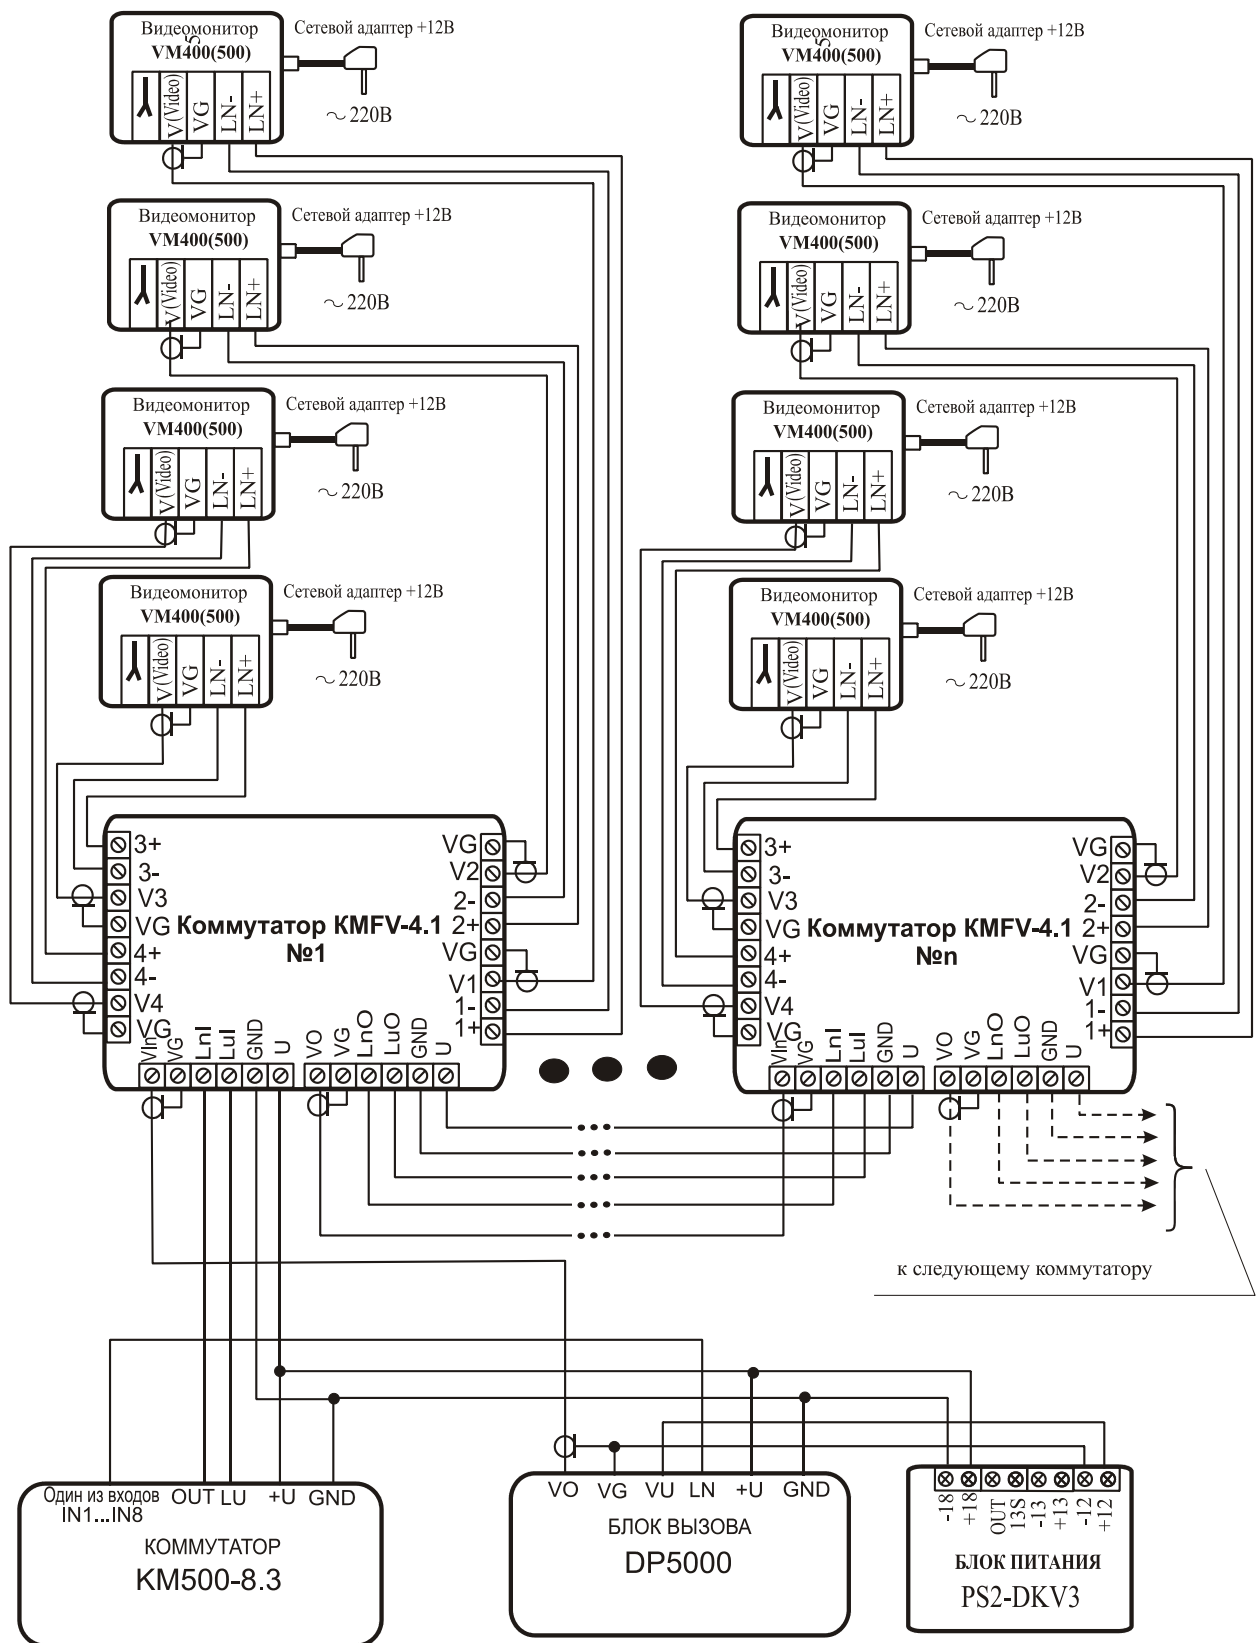 Видеомонитор
VM400(500)
5
V(Video)
VG
LN-
LN+
Сетевой адаптер +12В
~220В
Видеомонитор
VM400(500)
5
V(Video)
VG
LN-
LN+
Сетевой адаптер +12В
~220В
Видеомонитор
VM400(500)
V(Video)
VG
LN-
LN+
Сетевой адаптер +12В
~220В
Видеомонитор
VM400(500)
V(Video)
VG
LN-
LN+
Сетевой адаптер +12В
~220В
Видеомонитор
VM400(500)
V(Video)
VG
LN-
LN+
Сетевой адаптер +12В
~220В
Видеомонитор
VM400(500)
V(Video)
VG
LN-
LN+
Сетевой адаптер +12В
~220В
Видеомонитор
VM400(500)
V(Video)
VG
LN-
LN+
Сетевой адаптер +12В
~220В
Видеомонитор
VM400(500)
V(Video)
VG
LN-
LN+
Сетевой адаптер +12В
~220В
3+
3-
V3
VG
4+
4-
V4
VG
Коммутатор KMFV-4.1
№1
VG
V2
2-
2+
VG
V1
1-
1+
VIn
VG
LnI
LuI
GND
U
VO
VG
LnO
LuO
GND
U
3+
3-
V3
VG
4+
4-
V4
VG
Коммутатор KMFV-4.1
№n
VG
V2
2-
2+
VG
V1
1-
1+
VIn
VG
LnI
LuI
GND
U
VO
VG
LnO
LuO
GND
U
к следующему коммутатору
Один из входов
IN1...IN8
OUT
LU
+U
GND
КОММУТАТОР
KM500-8.3
VO
VG
VU
LN
+U
GND
БЛОК ВЫЗОВА
DP5000
-18
+18
OUT
13S
-13
+13
-12
+12
БЛОК ПИТАНИЯ
PS2-DKV3